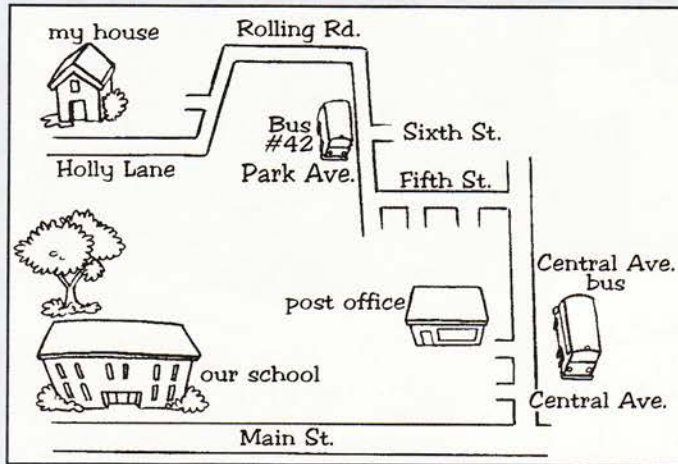 my house
Rolling Rd.
Bus
#42
Sixth St.
Holly Lane
Park Ave.
Fifth St.
Central Ave.
bus
post office
our school
Central Ave.
Main St.